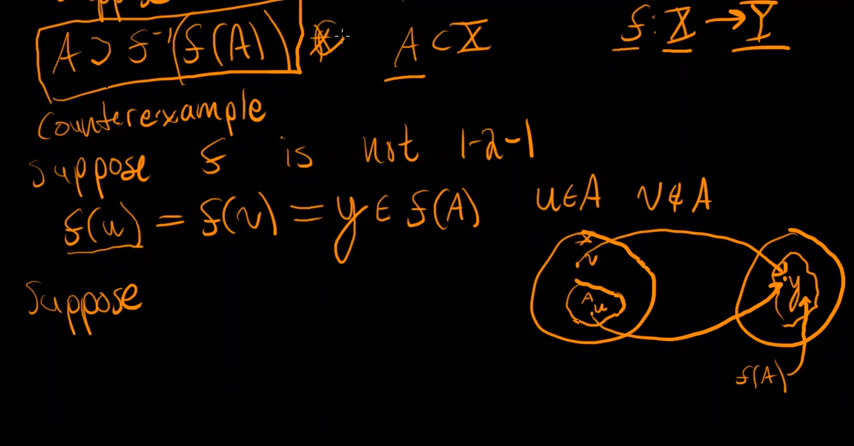 A ⊃ f⁻¹(f(A)) A ⊂ X f: X → Y
Counterexample
Suppose f is not 1-2-1
f(u) = f(v) = y ∈ f(A) u∈A v∉A
Suppose
X
v
A u
y
f(A)